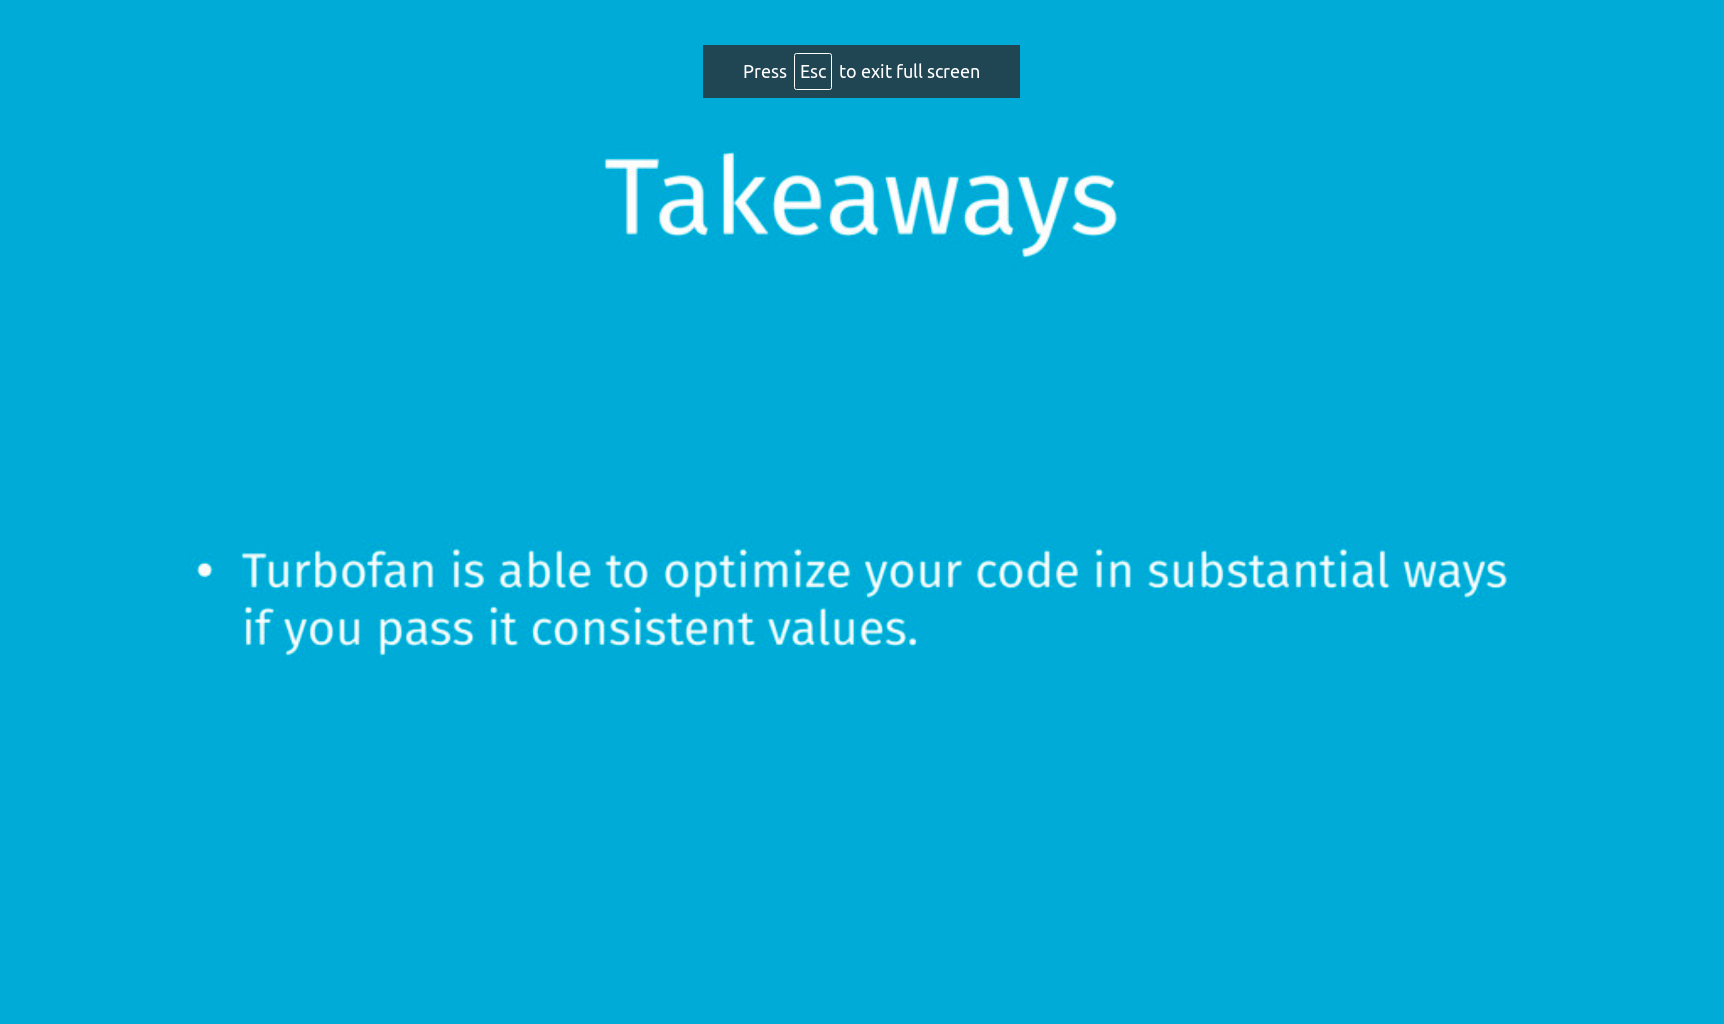 Press Esc to exit full screen
Takeaways
• Turbofan is able to optimize your code in substantial ways
if you pass it consistent values.